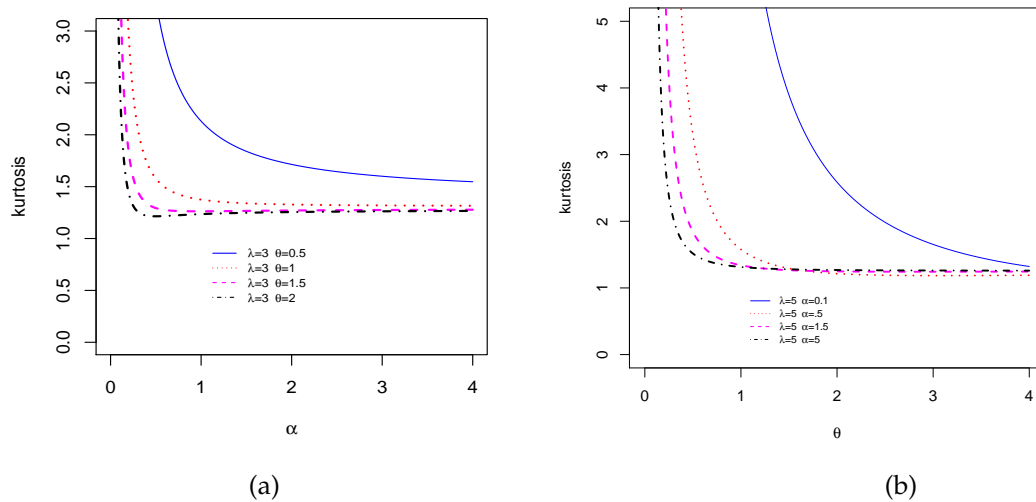 kurtosis
3.0
2.5
2.0
1.5
1.0
0.5
0.0
λ=3 θ=0.5
λ=3 θ=1
λ=3 θ=1.5
λ=3 θ=2
0 1 2 3 4
α
(a)
kurtosis
5
4
3
2
1
0
λ=5 α=0.1
λ=5 α=.5
λ=5 α=1.5
λ=5 α=5
0 1 2 3 4
θ
(b)